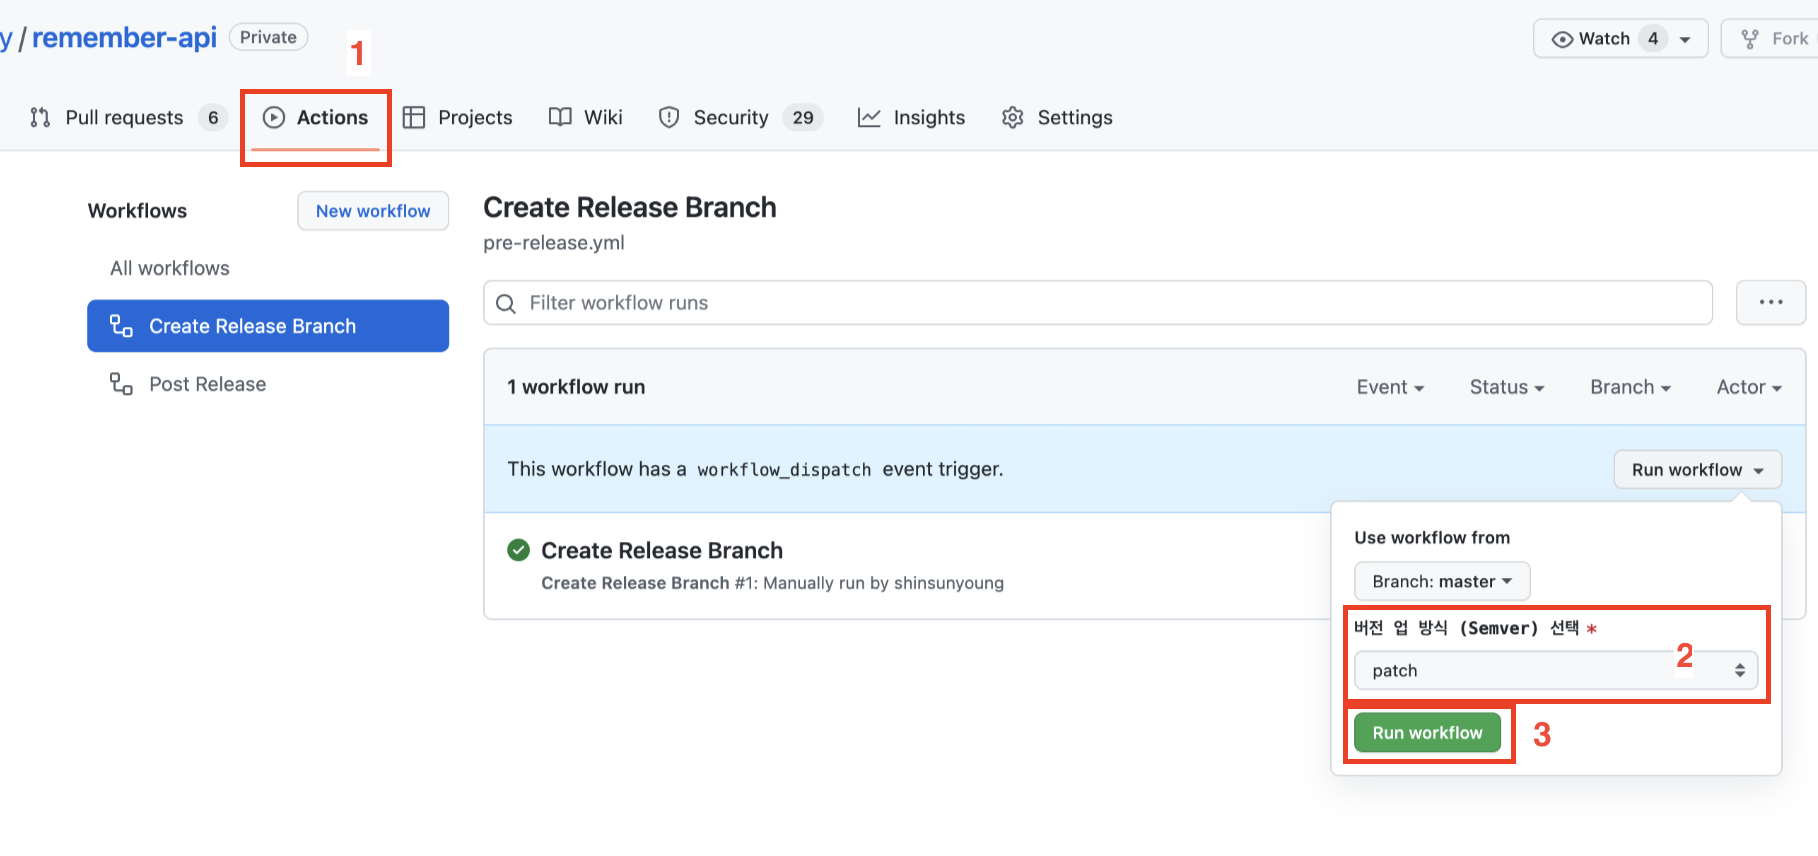 y / remember-api Private
1
Watch 4
Fork
Pull requests 6
Actions
Projects
Wiki
Security 29
Insights
Settings
Workflows
New workflow
All workflows
Create Release Branch
Post Release
Create Release Branch
pre-release.yml
Filter workflow runs
1 workflow run
Event
Status
Branch
Actor
This workflow has a workflow_dispatch event trigger.
Run workflow
Create Release Branch
Create Release Branch #1: Manually run by shinsunyoung
Use workflow from
Branch: master
버전 업 방식 (Semver) 선택 *
2
patch
Run workflow
3